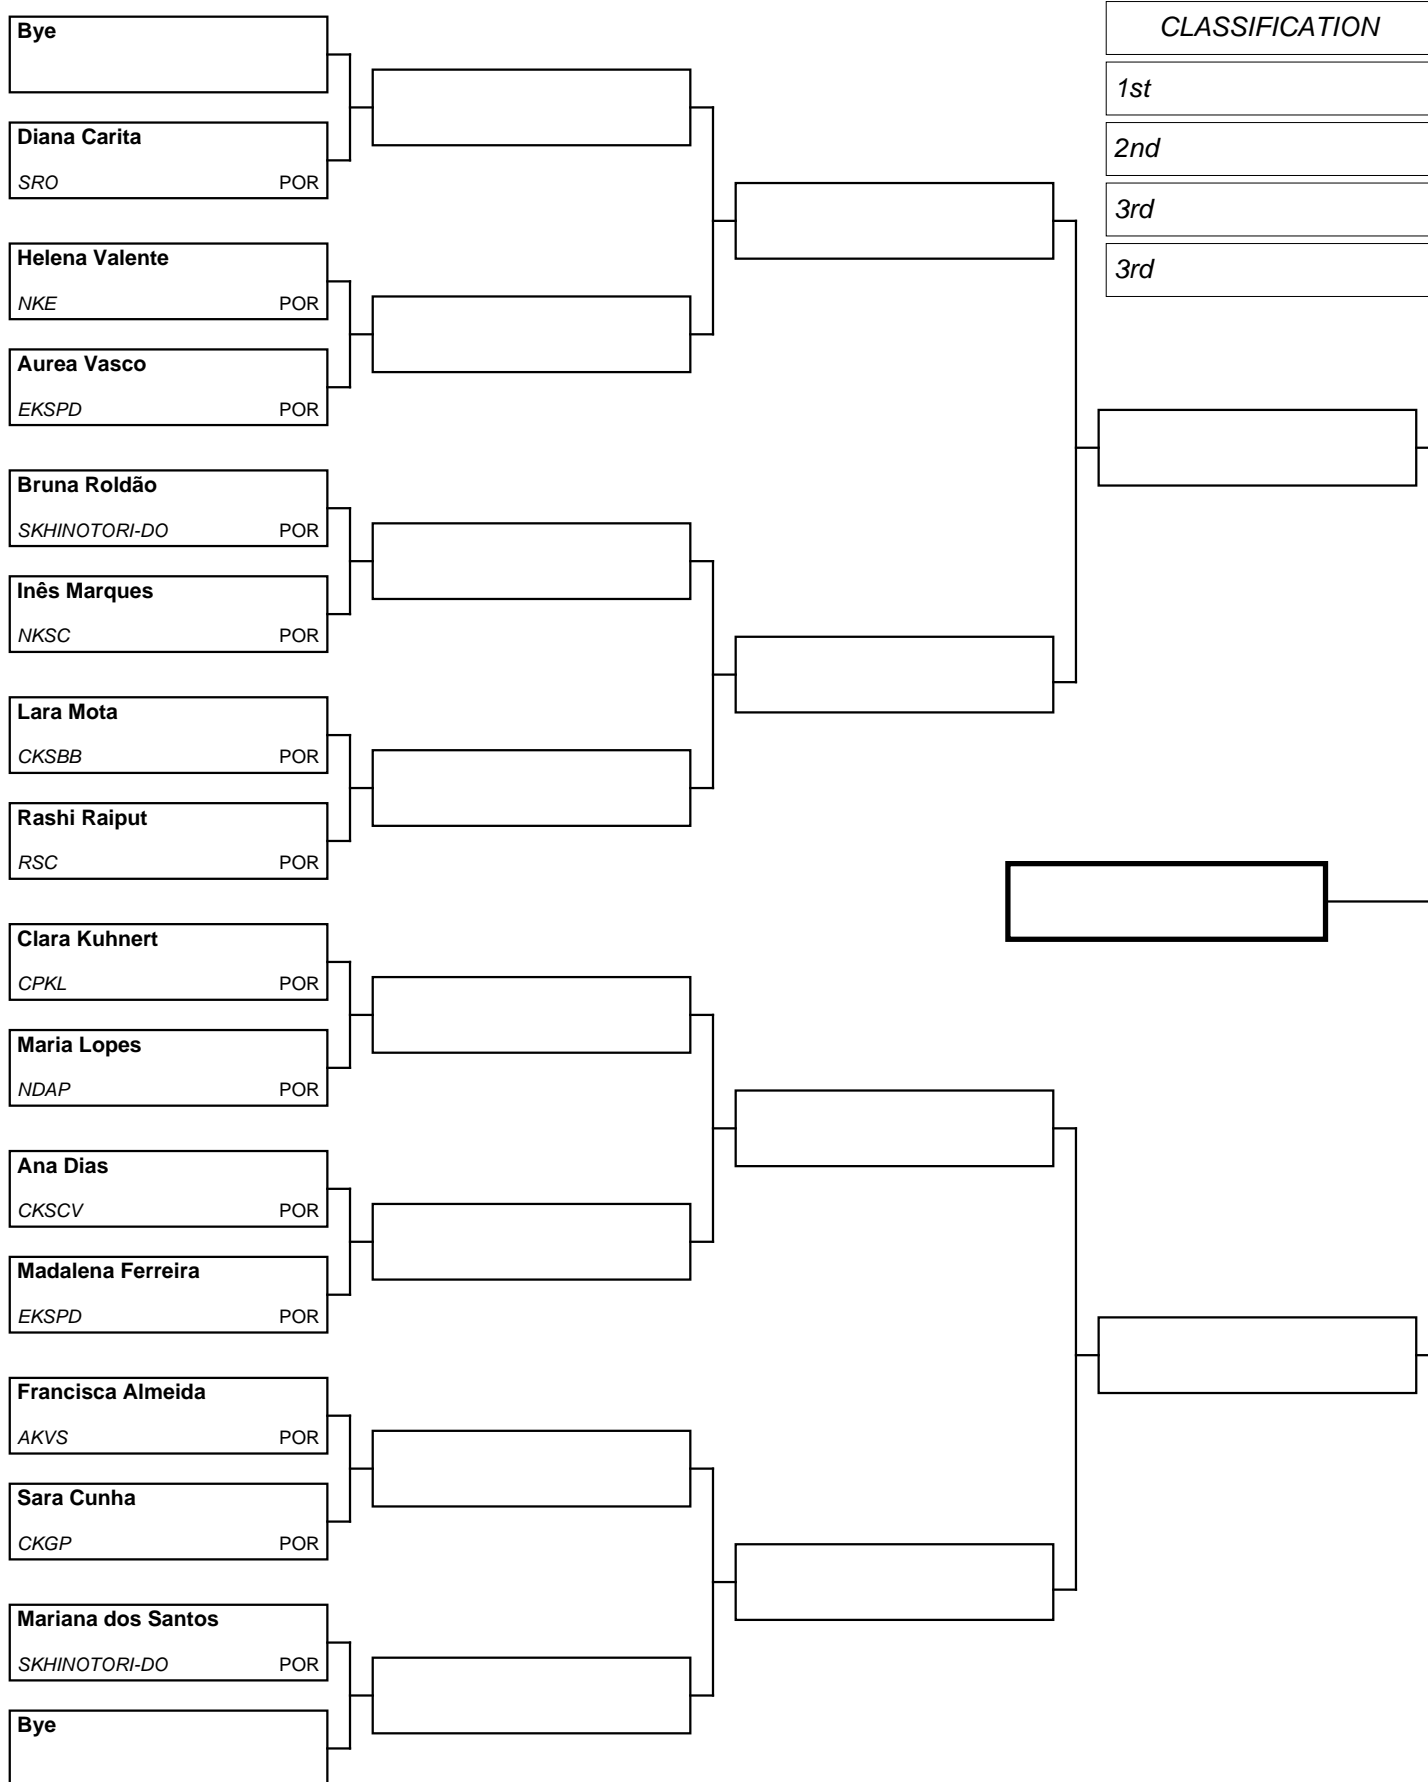 Bye
Diana Carita
SRO POR
Helena Valente
NKE POR
Aurea Vasco
EKSPD POR
Bruna Roldão
SKHINOTORI-DO POR
Inês Marques
NKSC POR
Lara Mota
CKSBB POR
Rashi Raiput
RSC POR
Clara Kuhnert
CPKL POR
Maria Lopes
NDAP POR
Ana Dias
CKSCV POR
Madalena Ferreira
EKSPD POR
Francisca Almeida
AKVS POR
Sara Cunha
CKGP POR
Mariana dos Santos
SKHINOTORI-DO POR
Bye
CLASSIFICATION
1st
2nd
3rd
3rd